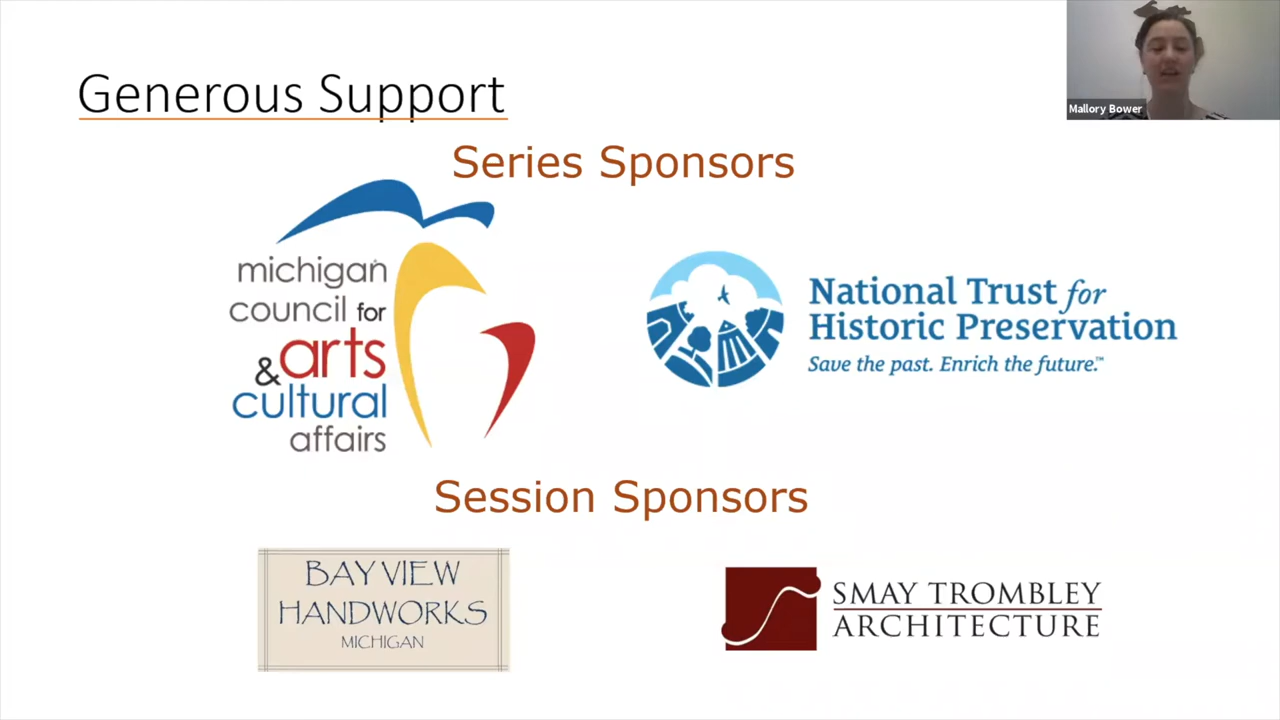 Generous Support
Mallory Bower
Series Sponsors
michigan
council for
&arts
cultural
affairs
National Trust for
Historic Preservation
Save the past. Enrich the future.™
Session Sponsors
BAY VIEW
HANDWORKS
MICHIGAN
SMAY TROMBLEY
ARCHITECTURE